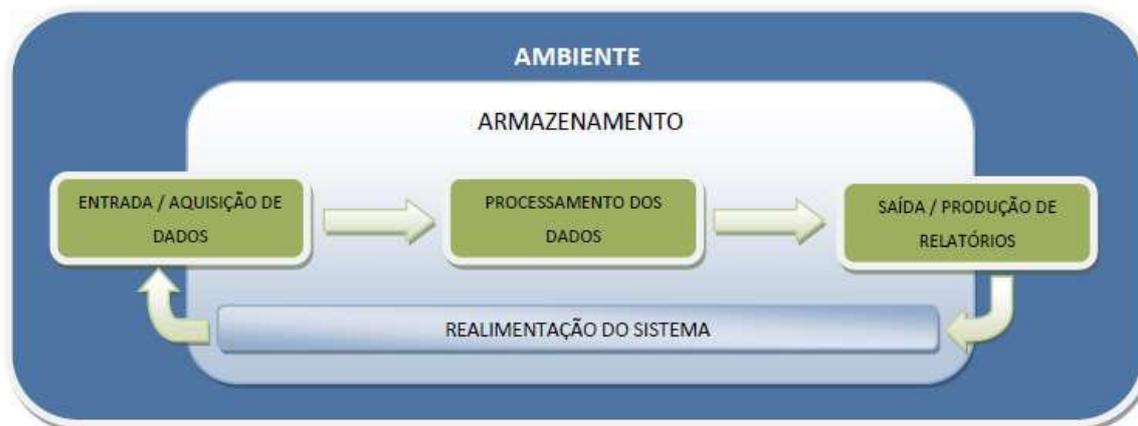 AMBIENTE
ARMAZENAMENTO
ENTRADA / AQUISIÇÃO DE
DADOS
PROCESSAMENTO DOS
DADOS
SAÍDA / PRODUÇÃO DE
RELATÓRIOS
REALIMENTAÇÃO DO SISTEMA